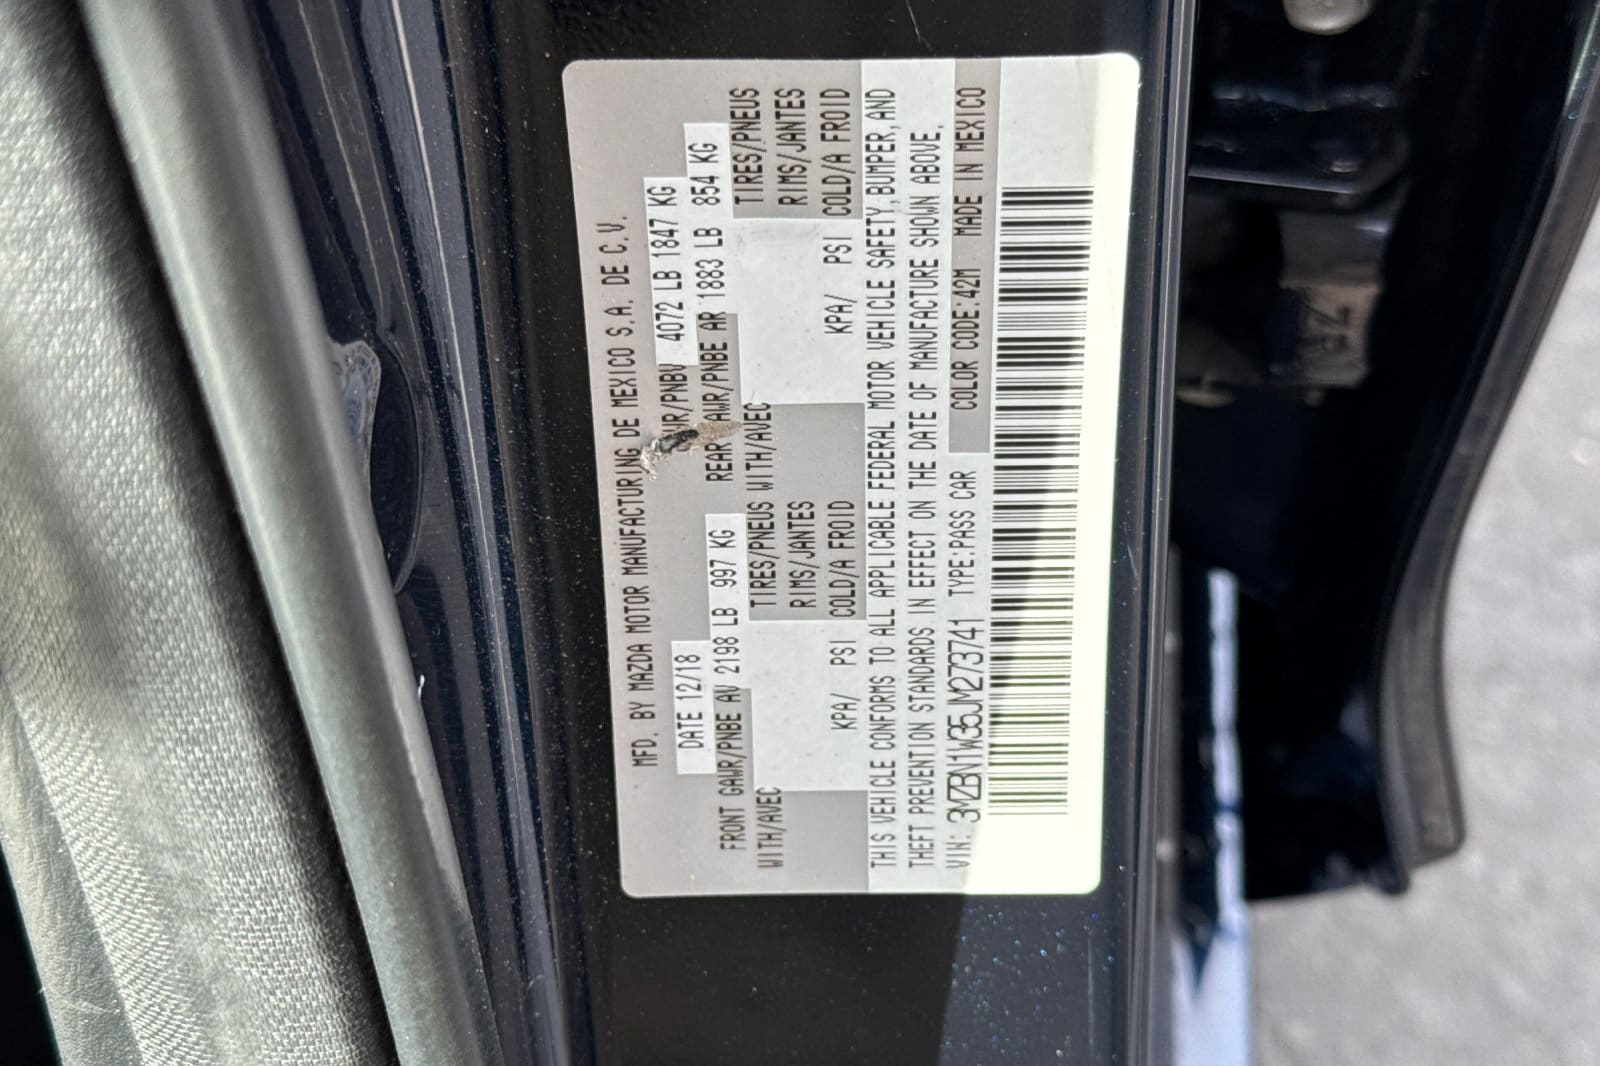 MFD. BY MAZDA MOTOR MANUFACTURING DE MEXICO S.A. DE C.V.
DATE 12/18 WR/PNBV 4072 LB 1847 KG
FRONT GAWR/PNBE AV 2198 LB 997 KG REAR GAWR/PNBE AR 1883 LB 854 KG
WITH/AVEC TIRES/PNEUS WITH/AVEC TIRES/PNEUS
RIMS/JANTES RIMS/JANTES
KPA/ PSI COLD/A FROID KPA/ PSI COLD/A FROID
THIS VEHICLE CONFORMS TO ALL APPLICABLE FEDERAL MOTOR VEHICLE SAFETY, BUMPER, AND
THEFT PREVENTION STANDARDS IN EFFECT ON THE DATE OF MANUFACTURE SHOWN ABOVE.
VIN: 3MZBN1W35JM273741 TYPE:PASS CAR COLOR CODE:42M MADE IN MEXICO